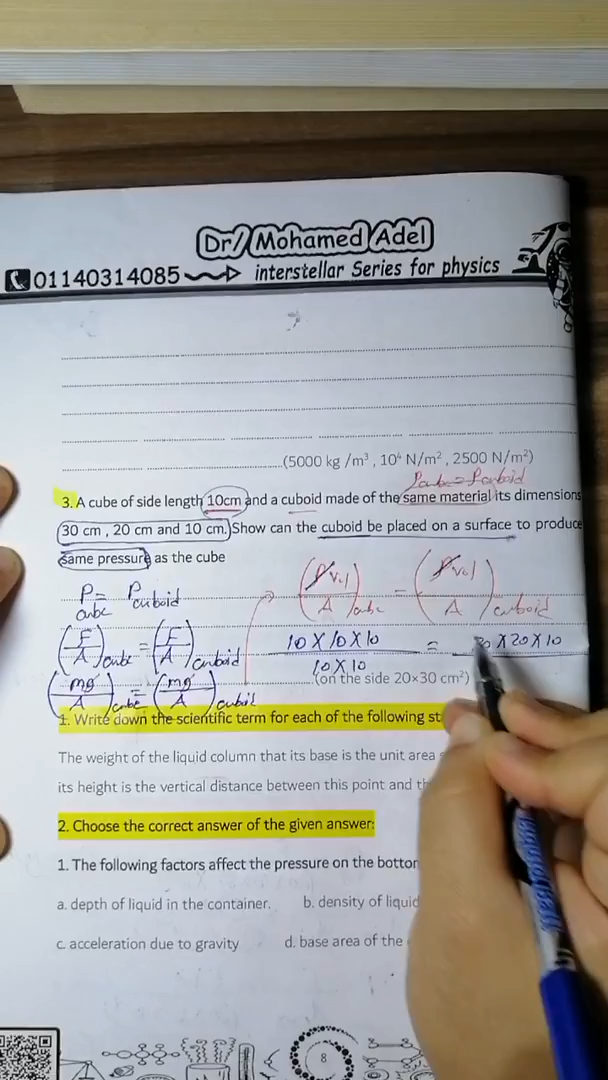 Dr/ Mohamed Adel
01140314085 interstellar Series for physics
(5000 kg /m³ , 10⁴ N/m² , 2500 N/m²)
ρcube = ρcuboid
3. A cube of side length 10cm and a cuboid made of the same material its dimensions
30 cm , 20 cm and 10 cm. Show can the cuboid be placed on a surface to produce
same pressure as the cube
P cube = P cuboid
(ρVol / A) cube = (ρVol / A) cuboid
(F / A) cube = (F / A) cuboid
10 X 10 X 10 / 10 X 10 = X 20 X 10
(mg / A) cube = (mg / A) cuboid
(on the side 20×30 cm²)
1. Write down the scientific term for each of the following
The weight of the liquid column that its base is the unit area
its height is the vertical distance between this point and
2. Choose the correct answer of the given answer:
1. The following factors affect the pressure on the
a. depth of liquid in the container. b. density of
c. acceleration due to gravity d. base area of the
8